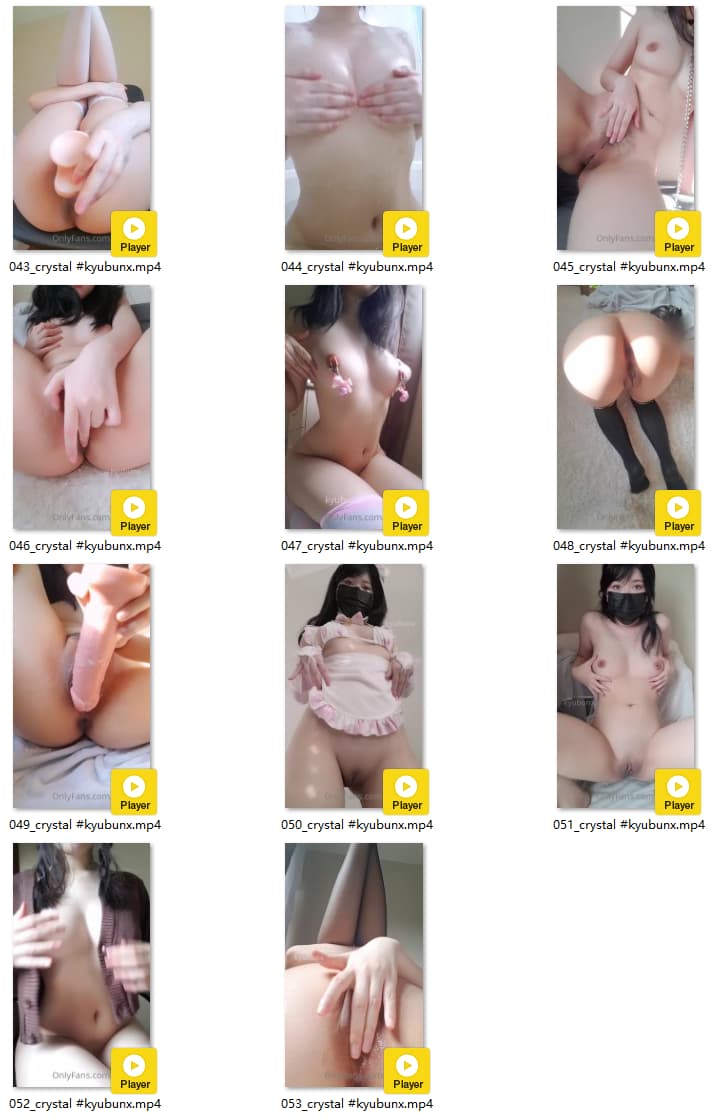 OnlyFans.com
Player
OnlyFans.com
Player
OnlyFans.com
Player
043_crystal #kyubunx.mp4
044_crystal #kyubunx.mp4
045_crystal #kyubunx.mp4
OnlyFans.com
Player
kyubun
OnlyFans.com
Player
Player
046_crystal #kyubunx.mp4
047_crystal #kyubunx.mp4
048_crystal #kyubunx.mp4
OnlyFans.com
Player
Player
kyubunx
OnlyFans.com
Player
049_crystal #kyubunx.mp4
050_crystal #kyubunx.mp4
051_crystal #kyubunx.mp4
OnlyFans.com
Player
Player
052_crystal #kyubunx.mp4
053_crystal #kyubunx.mp4